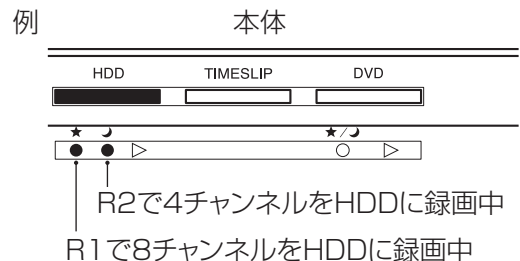 例 本体
HDD TIMESLIP DVD
★ ☽ ★/☽
R2で4チャンネルをHDDに録画中
R1で8チャンネルをHDDに録画中